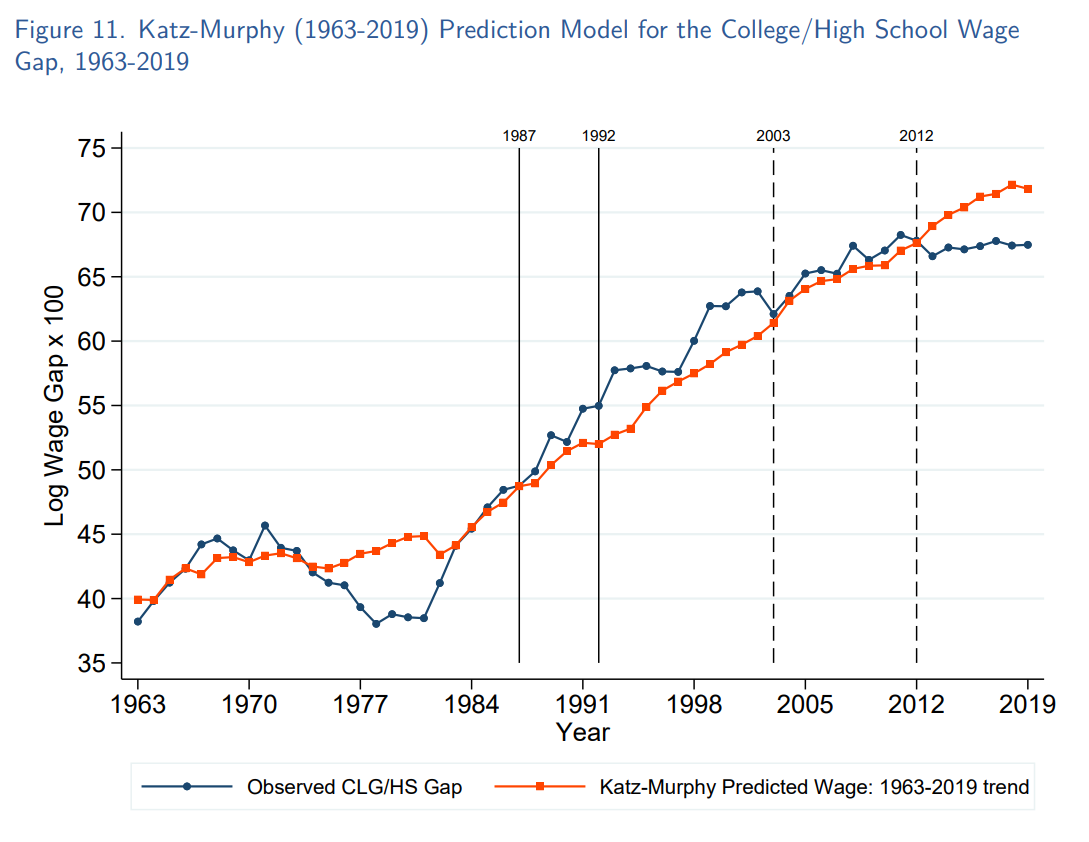 Figure 11. Katz-Murphy (1963-2019) Prediction Model for the College/High School Wage
Gap, 1963-2019
1987 1992 2003 2012
75
70
65
60
55
50
45
40
35
Log Wage Gap x 100
1963 1970 1977 1984 1991 1998 2005 2012 2019
Year
Observed CLG/HS Gap Katz-Murphy Predicted Wage: 1963-2019 trend